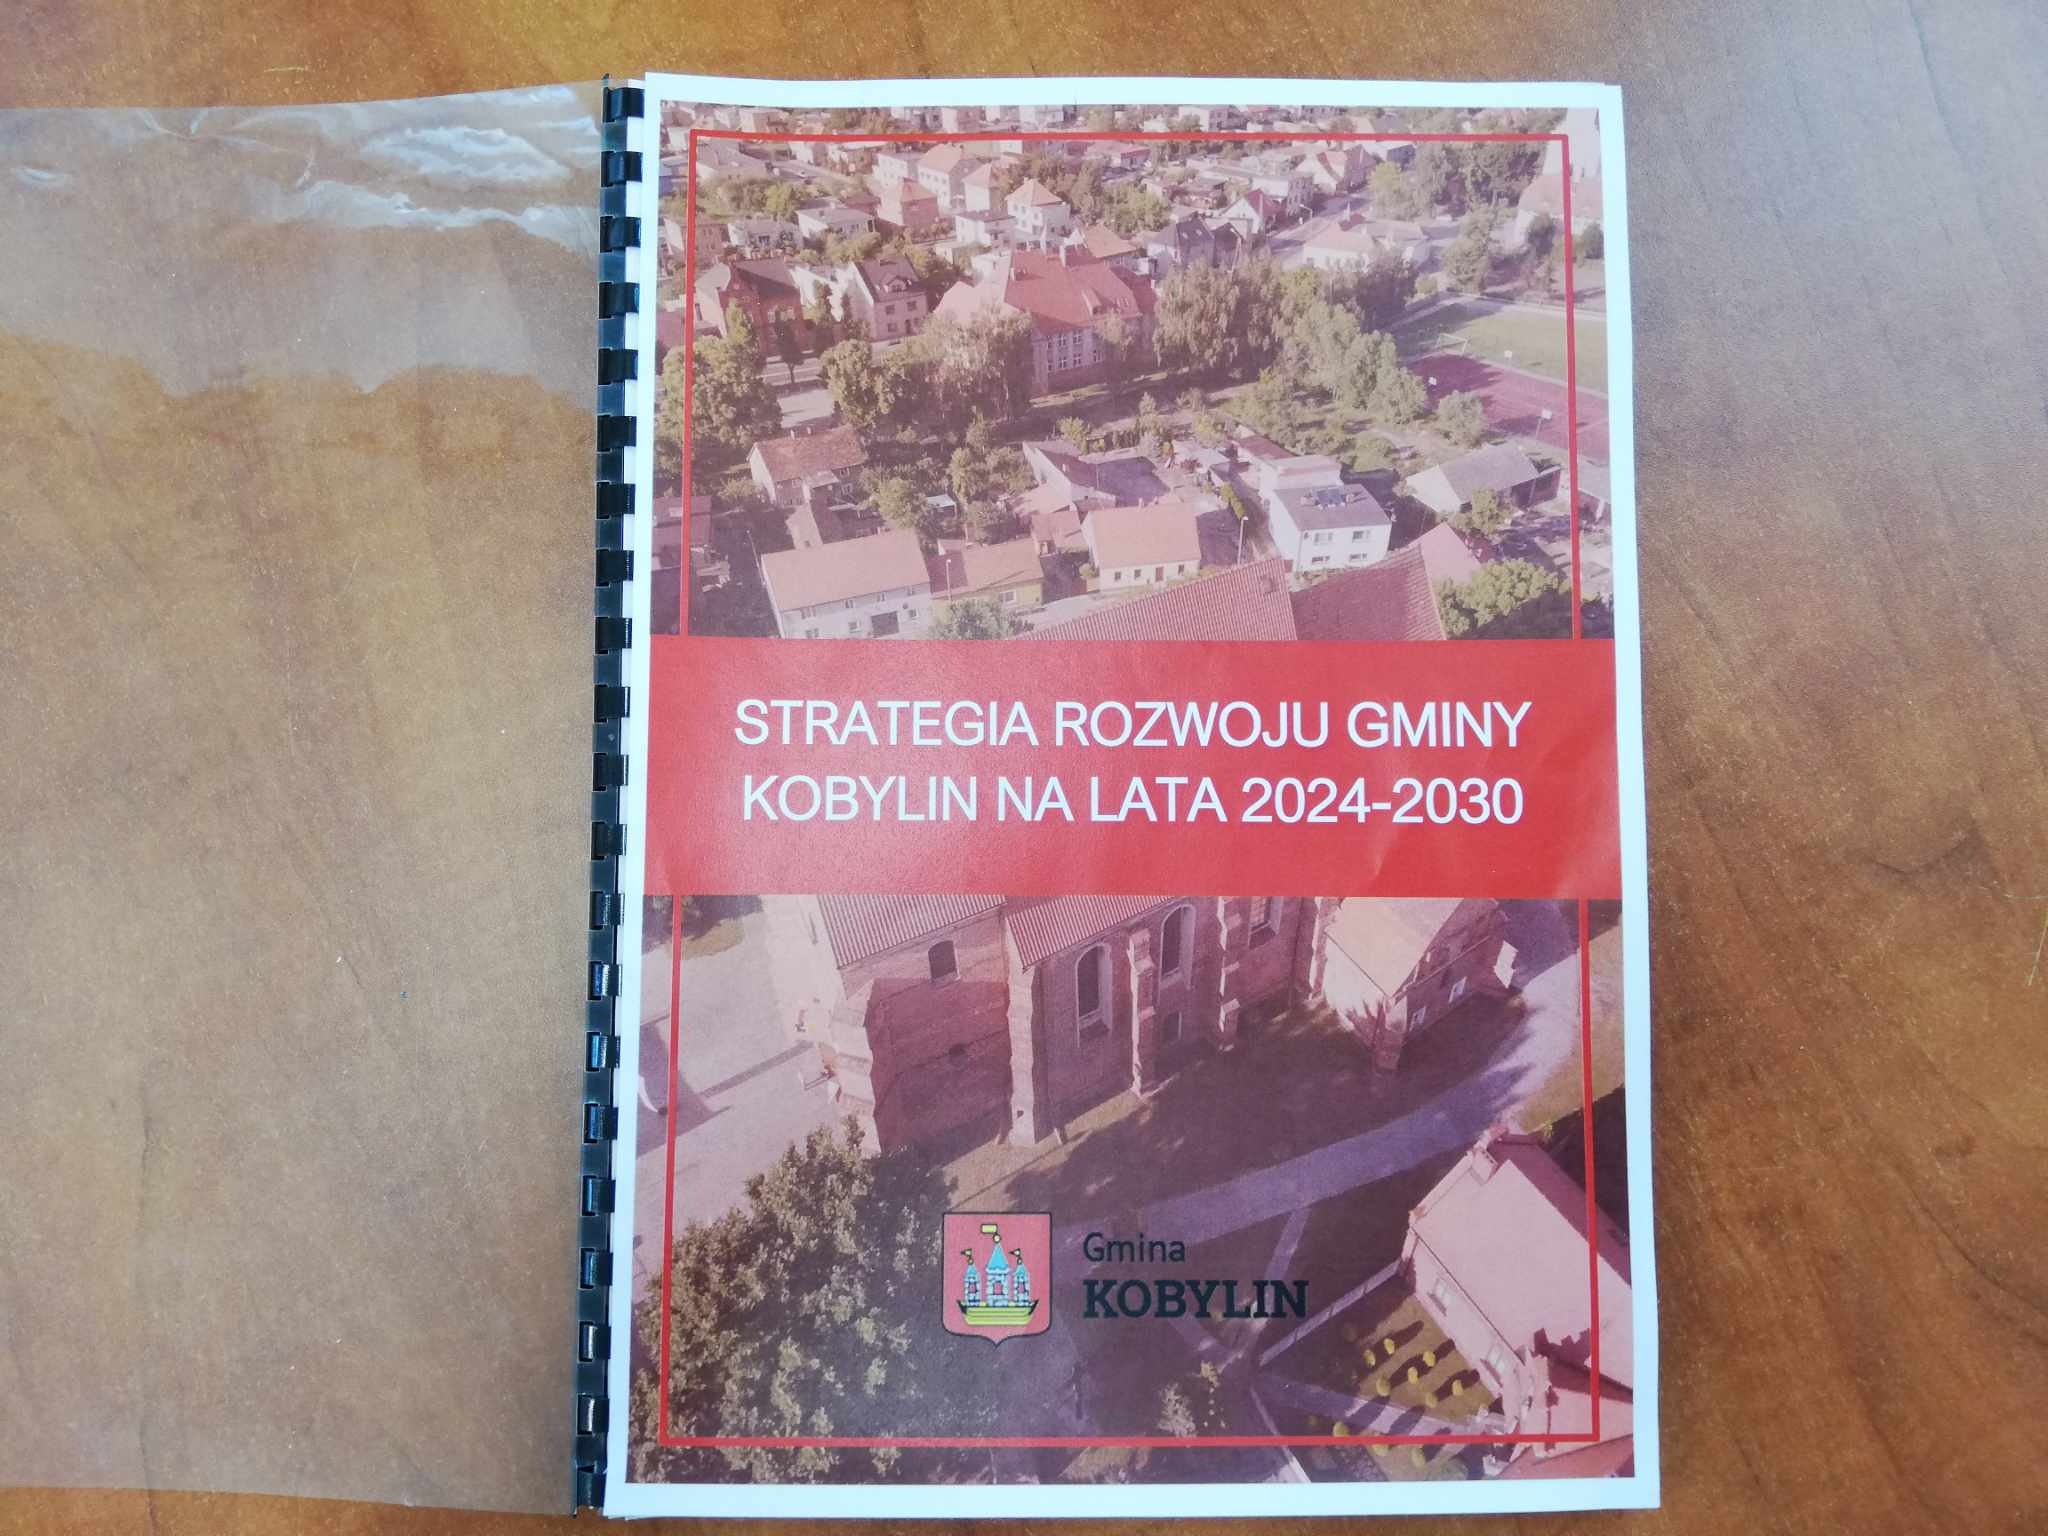 STRATEGIA ROZWOJU GMINY
KOBYLIN NA LATA 2024-2030
Gmina
KOBYLIN